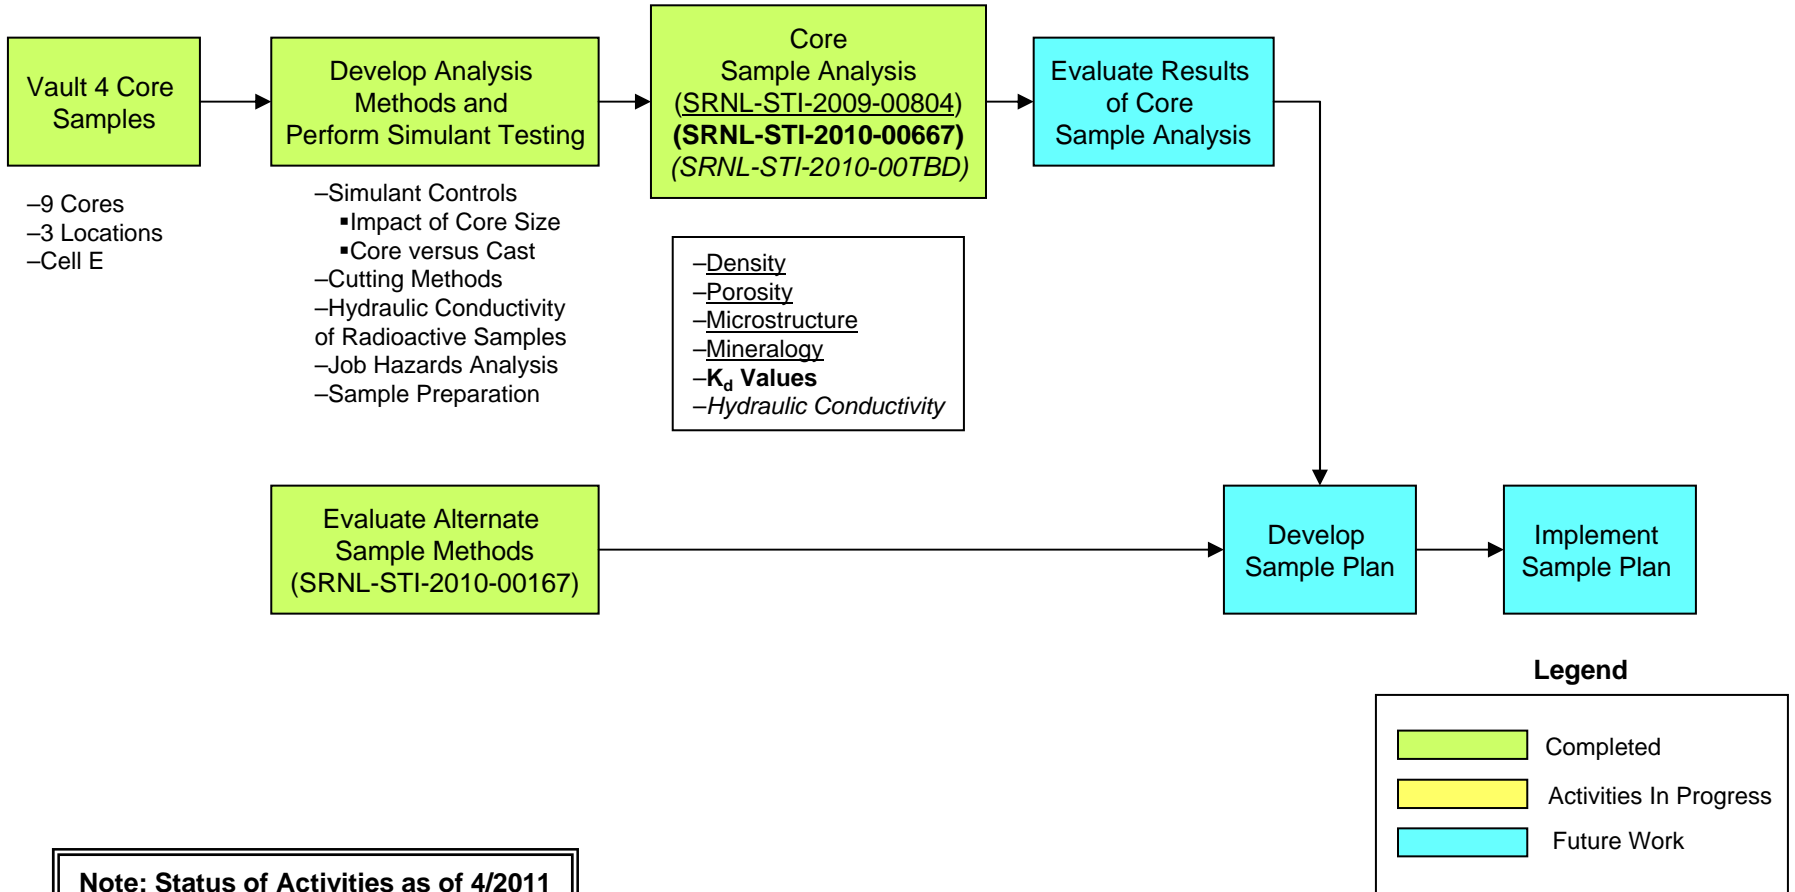 Vault 4 Core
Samples
–9 Cores
–3 Locations
–Cell E
Develop Analysis
Methods and
Perform Simulant Testing
–Simulant Controls
▪Impact of Core Size
▪Core versus Cast
–Cutting Methods
–Hydraulic Conductivity
of Radioactive Samples
–Job Hazards Analysis
–Sample Preparation
Core
Sample Analysis
(SRNL-STI-2009-00804)
(SRNL-STI-2010-00667)
(SRNL-STI-2010-00TBD)
–Density
–Porosity
–Microstructure
–Mineralogy
–Kd Values
–Hydraulic Conductivity
Evaluate Results
of Core
Sample Analysis
Evaluate Alternate
Sample Methods
(SRNL-STI-2010-00167)
Develop
Sample Plan
Implement
Sample Plan
Legend
Completed
Activities In Progress
Future Work
Note: Status of Activities as of 4/2011